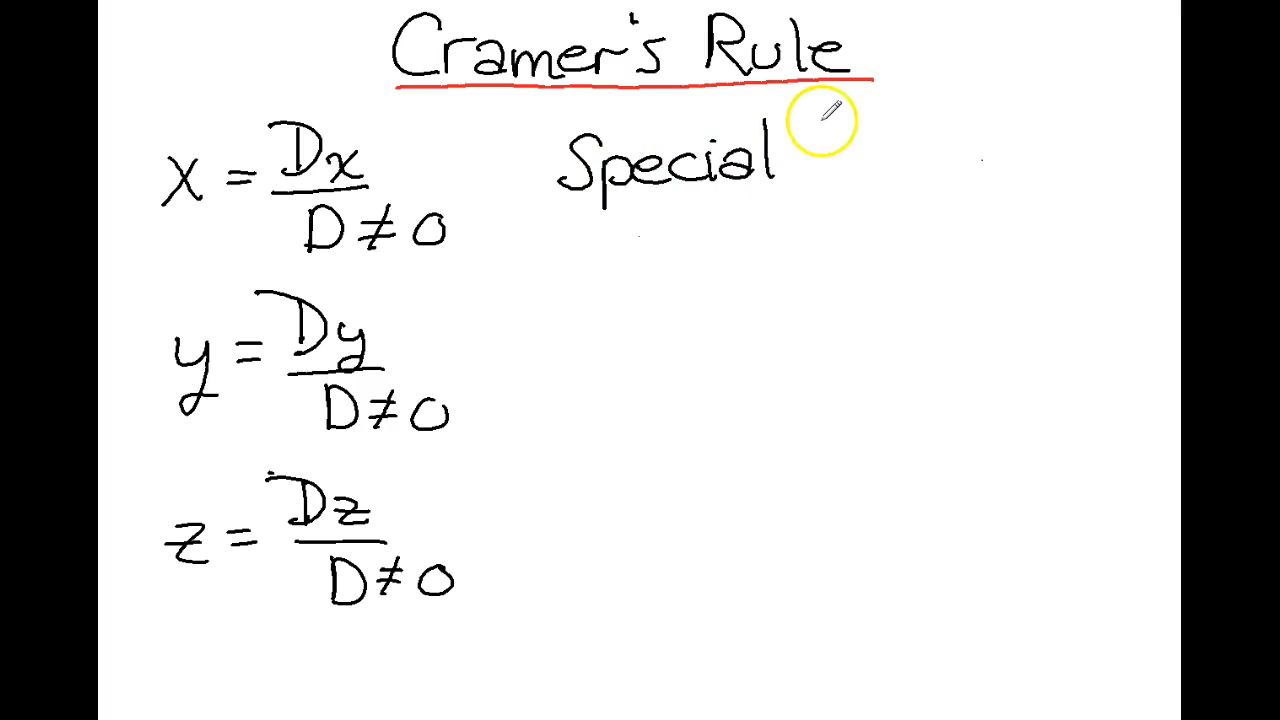 Cramer's Rule
x = Dx / D ≠ 0
Special
y = Dy / D ≠ 0
z = Dz / D ≠ 0